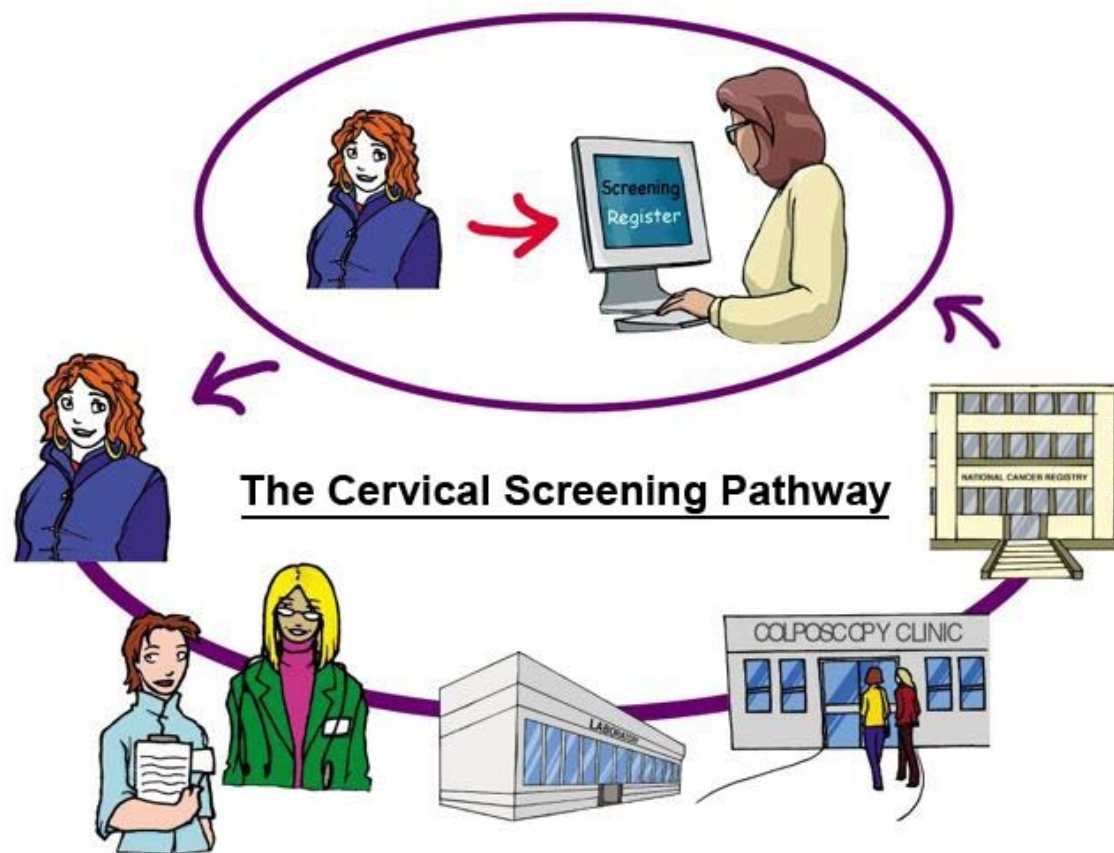 Screening
Register
The Cervical Screening Pathway
NATIONAL CANCER REGISTRY
COLPOSCOPY CLINIC
LABORATORY